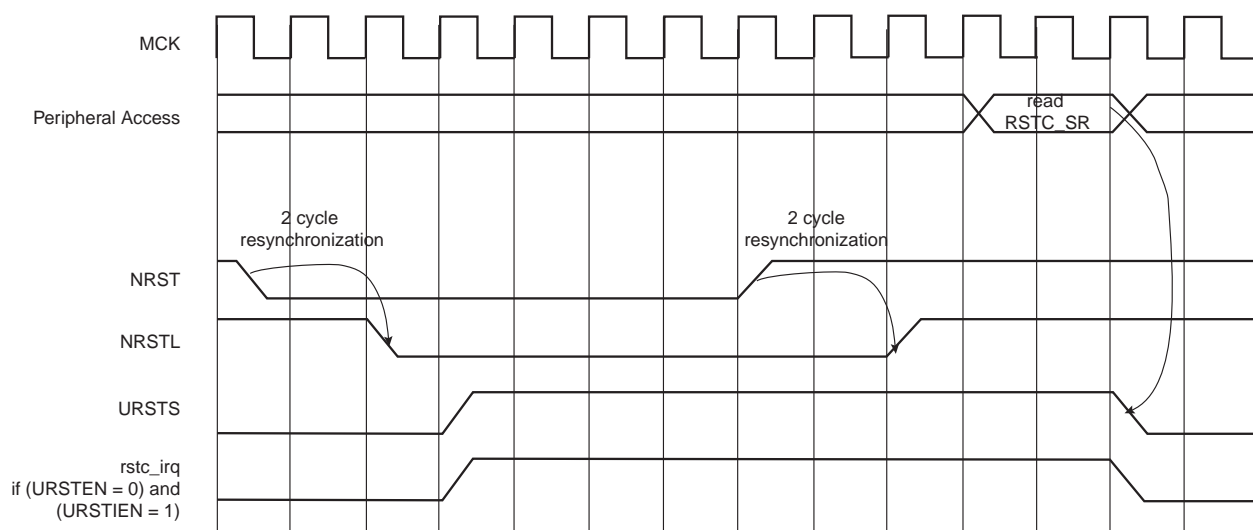 MCK
Peripheral Access
read
RSTC_SR
2 cycle
resynchronization
2 cycle
resynchronization
NRST
NRSTL
URSTS
rstc_irq
if (URSTEN = 0) and
(URSTIEN = 1)